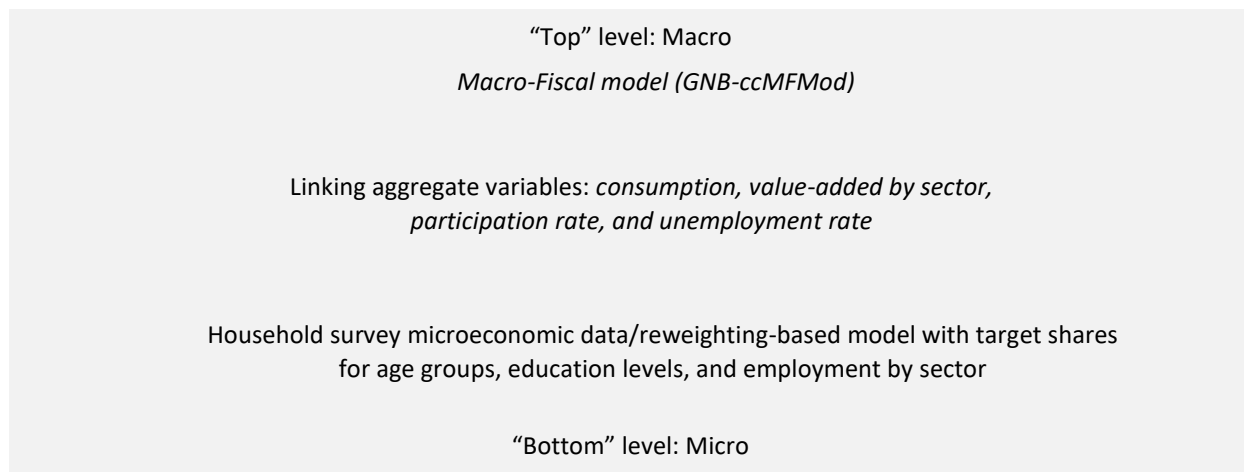 “Top” level: Macro
Macro-Fiscal model (GNB-ccMFMod)
Linking aggregate variables: consumption, value-added by sector,
participation rate, and unemployment rate
Household survey microeconomic data/reweighting-based model with target shares
for age groups, education levels, and employment by sector
“Bottom” level: Micro